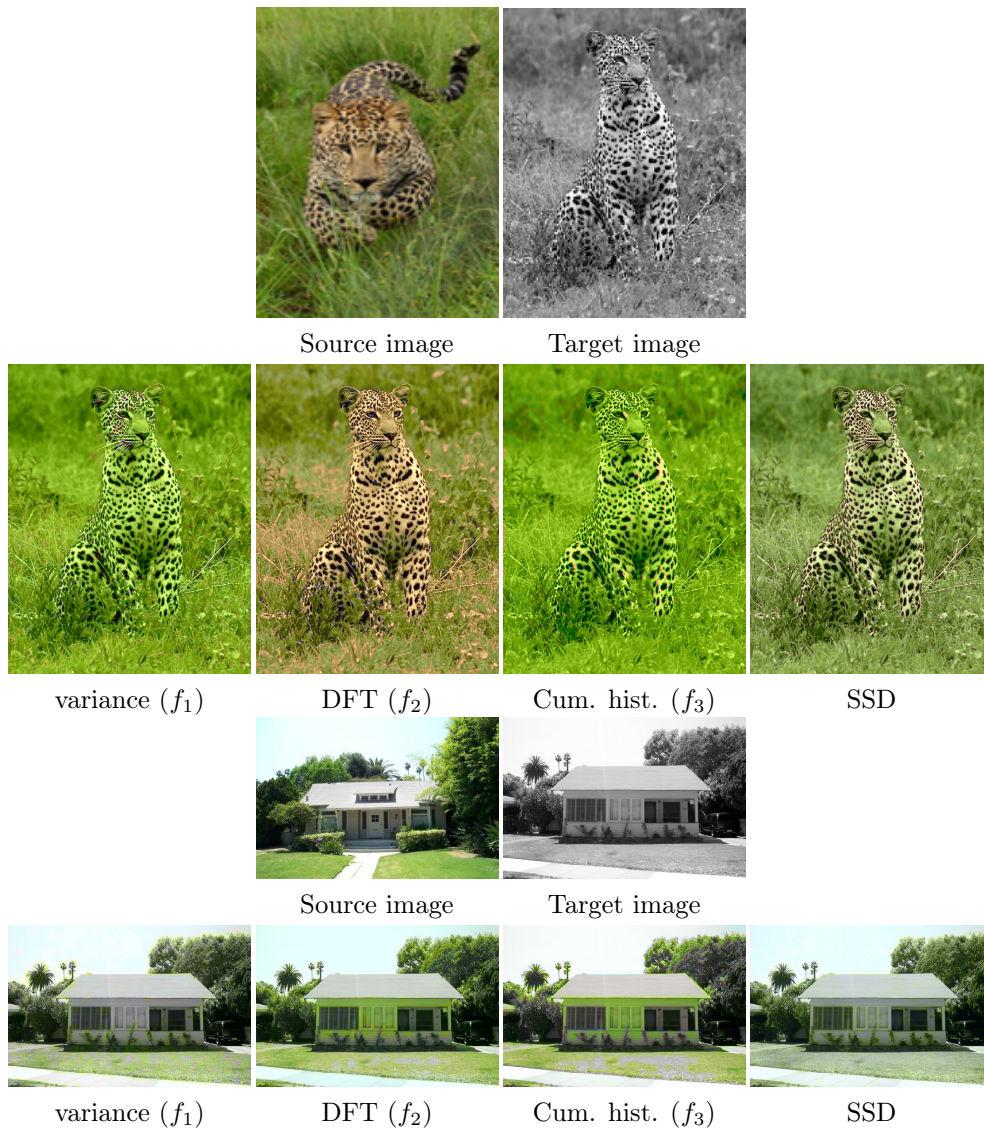 Source image Target image
variance (f₁) DFT (f₂) Cum. hist. (f₃) SSD
Source image Target image
variance (f₁) DFT (f₂) Cum. hist. (f₃) SSD